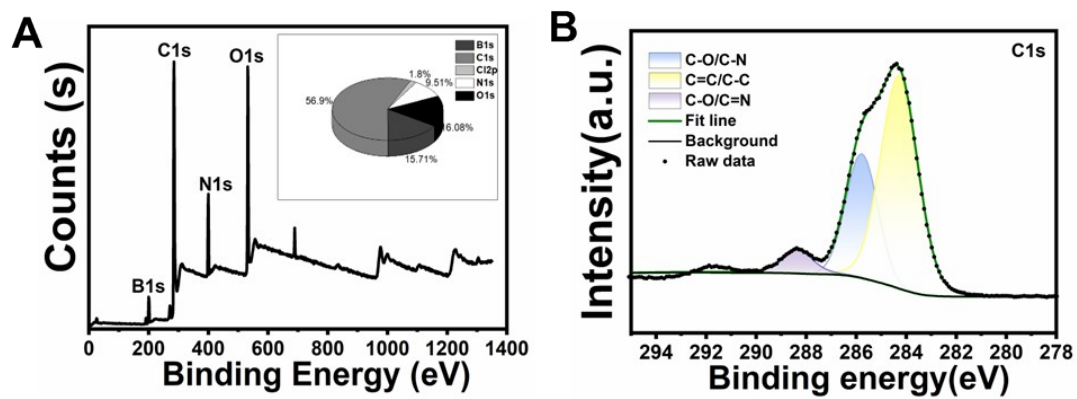 A
Counts (s)
C1s
O1s
N1s
B1s
B1s
C1s
Cl2p
N1s
O1s
1.8%
9.51%
56.9%
16.08%
15.71%
0 200 400 600 800 1000 1200 1400
Binding Energy (eV)
B
Intensity(a.u.)
C1s
C-O/C-N
C=C/C-C
C-O/C=N
Fit line
Background
Raw data
294 292 290 288 286 284 282 280 278
Binding energy(eV)